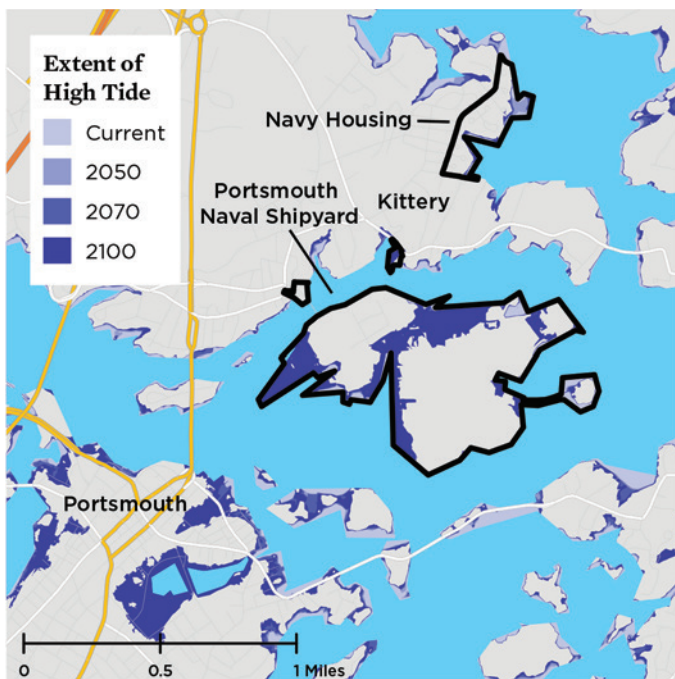 Extent of
High Tide
Current
2050
2070
2100
Navy Housing
Portsmouth
Naval Shipyard
Kittery
Portsmouth
0
0.5
1 Miles